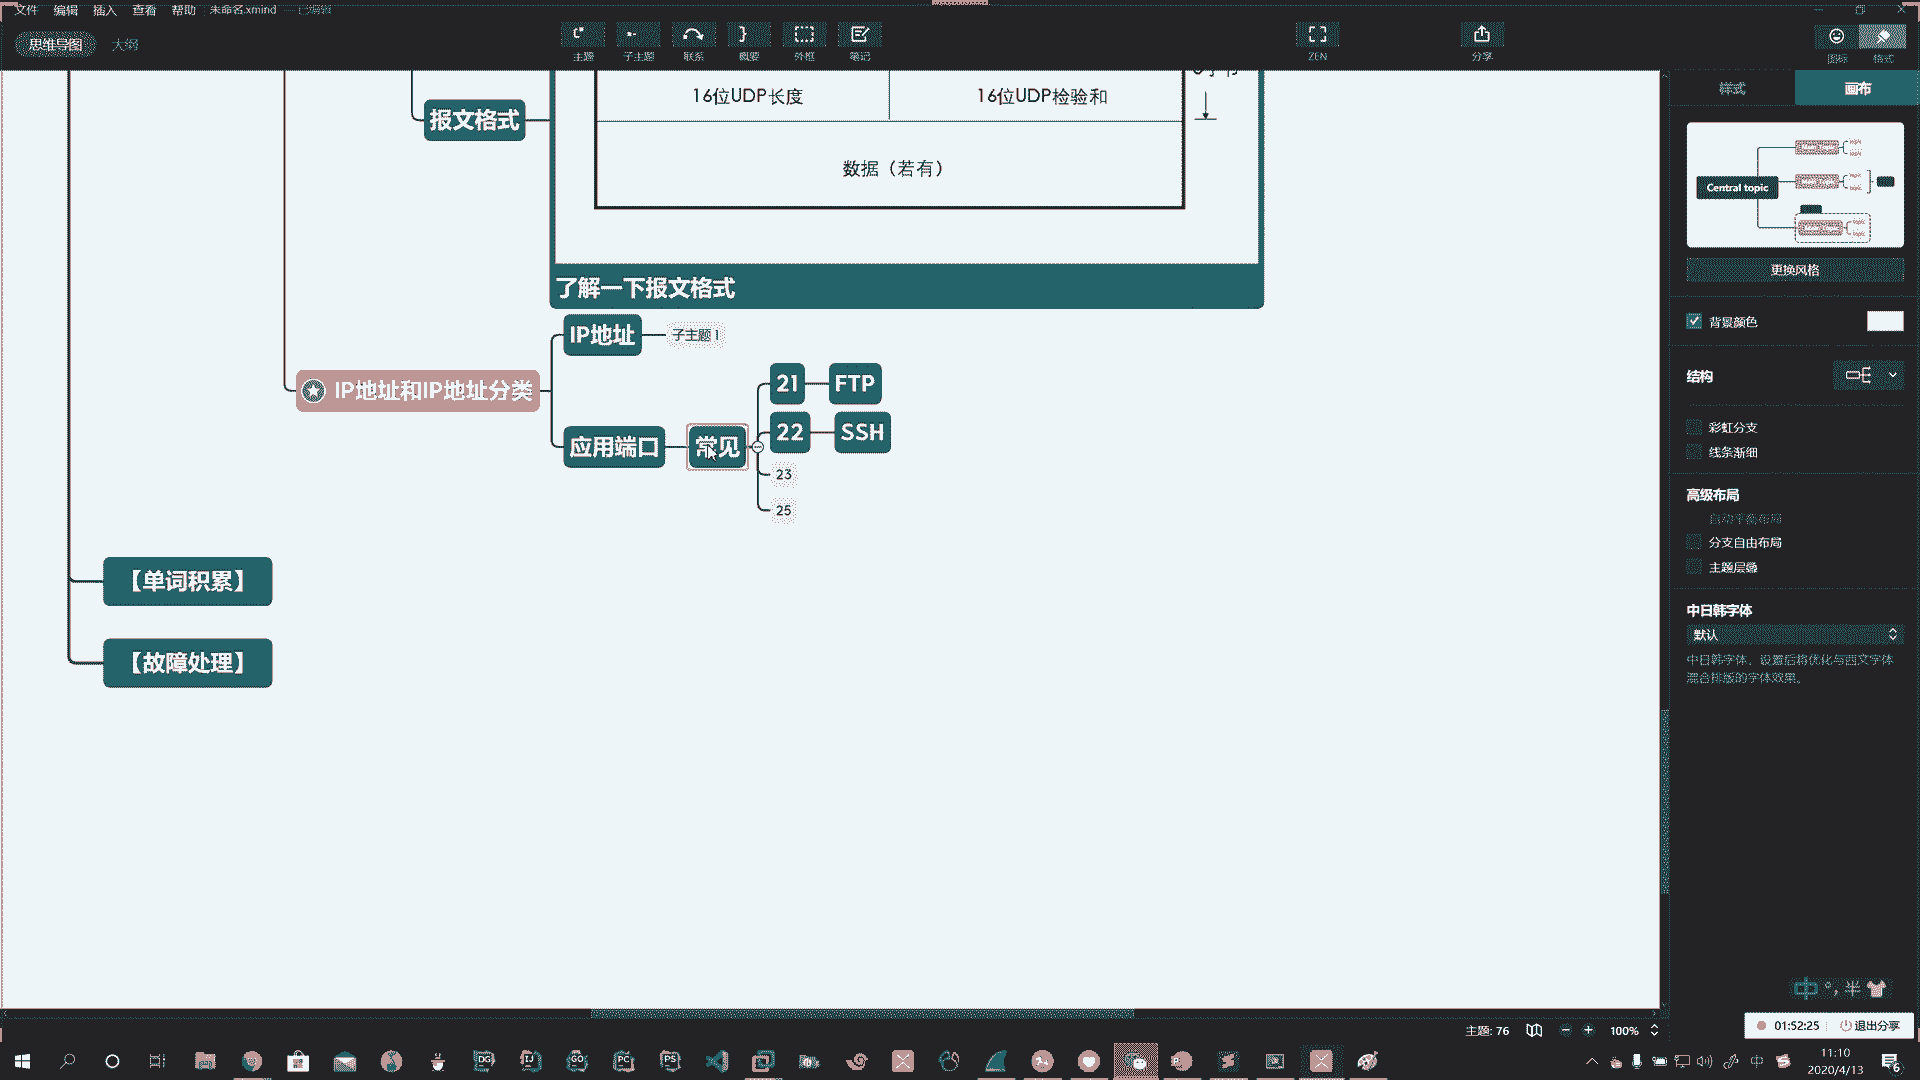 文件 编辑 插入 查看 帮助 未命名.xmind — 已编辑
思维导图 大纲
主题 子主题 联系 概要 外框 笔记 ZEN 分享 图标 格式
样式 画布
16位UDP长度 16位UDP检验和
报文格式
数据（若有）
了解一下报文格式
IP地址 子主题 1
IP地址和IP地址分类
21 FTP
22 SSH
应用端口 常见
23
25
【单词积累】
【故障处理】
Central topic
更换风格
背景颜色
结构
彩虹分支
线条渐细
高级布局
自动平衡布局
分支自由布局
主题层叠
中日韩字体
默认
中日韩字体，设置后将优化与西文字体
混合排版的字体效果。
中 °, 半
主题: 76 100%
01:52:25 退出分享
DG IJ GO PC PS
中
11:10
2020/4/13
6